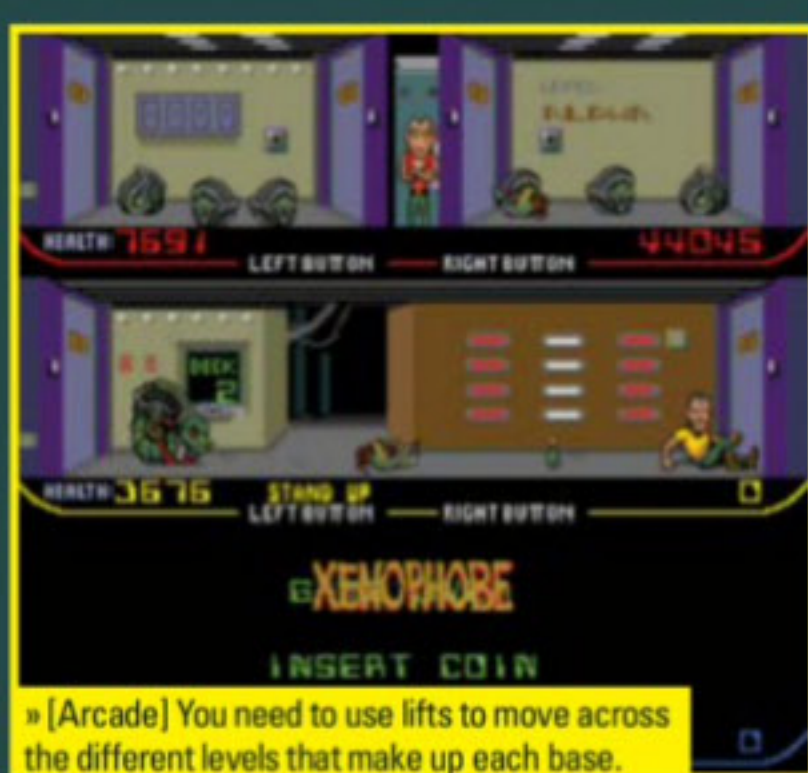 HEALTH: 7691 44045
LEFT BUTTON RIGHT BUTTON
DECK
2
HEALTH: 3676 STAND UP 0
LEFT BUTTON RIGHT BUTTON
XENOPHOBE
INSERT COIN
» [Arcade] You need to use lifts to move across
the different levels that make up each base.
0